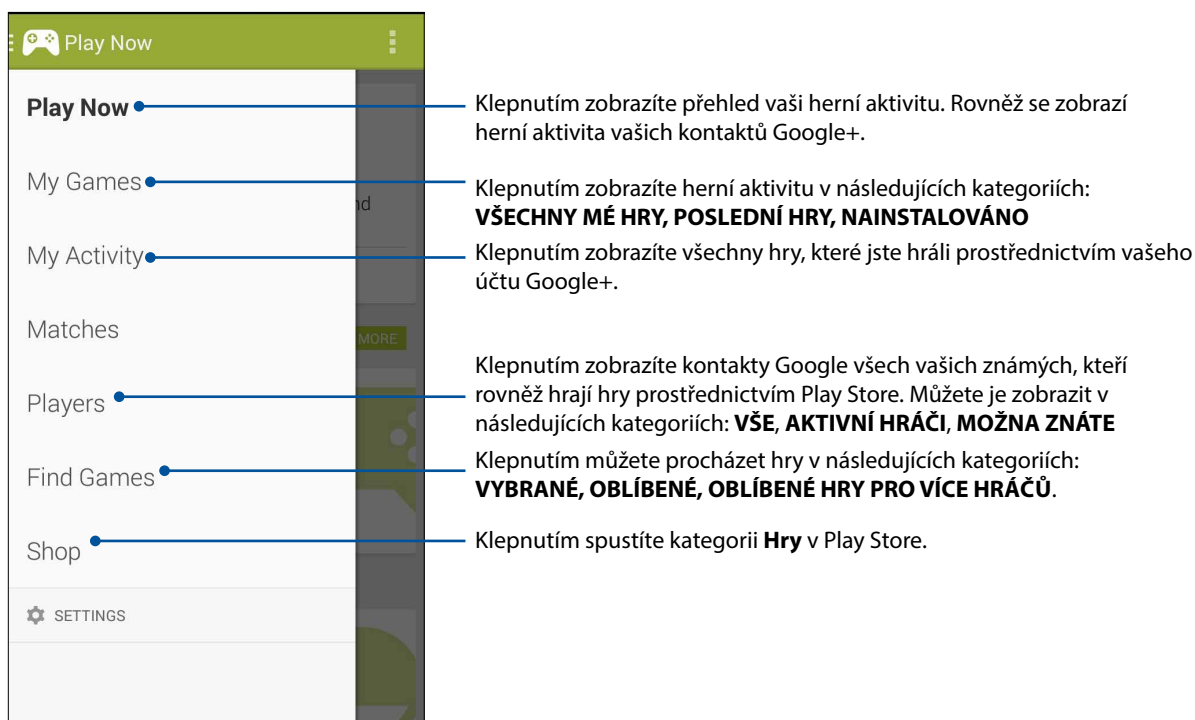 Play Now
Play Now
Klepnutím zobrazíte přehled vaši herní aktivitu. Rovněž se zobrazí
herní aktivita vašich kontaktů Google+.
My Games
Klepnutím zobrazíte herní aktivitu v následujících kategoriích:
VŠECHNY MÉ HRY, POSLEDNÍ HRY, NAINSTALOVÁNO
nd
My Activity
Klepnutím zobrazíte všechny hry, které jste hráli prostřednictvím vašeho
účtu Google+.
Matches
MORE
Players
Klepnutím zobrazíte kontakty Google všech vašich známých, kteří
rovněž hrají hry prostřednictvím Play Store. Můžete je zobrazit v
následujících kategoriích: VŠE, AKTIVNÍ HRÁČI, MOŽNA ZNÁTE
Find Games
Klepnutím můžete procházet hry v následujících kategoriích:
VYBRANÉ, OBLÍBENÉ, OBLÍBENÉ HRY PRO VÍCE HRÁČŮ.
Shop
Klepnutím spustíte kategorii Hry v Play Store.
SETTINGS